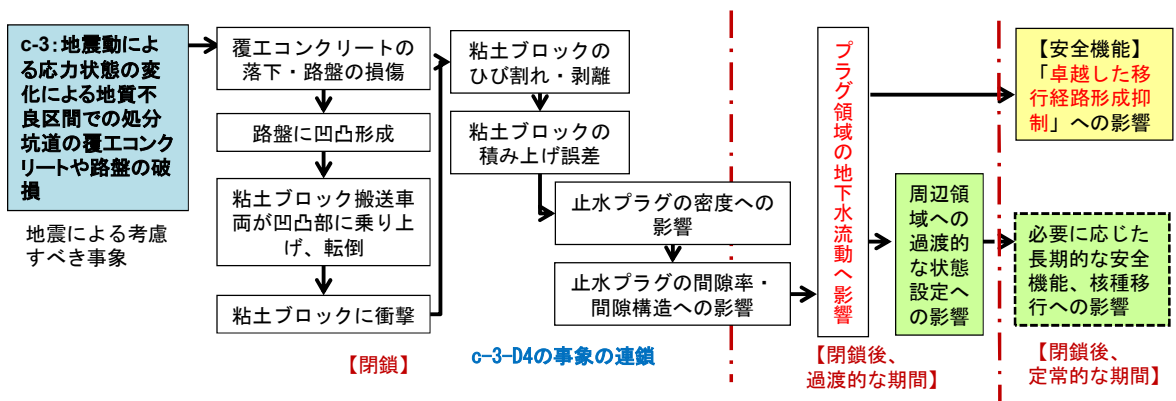 c-3:地震動によ
る応力状態の変
化による地質不
良区間での処分
坑道の覆工コンク
リートや路盤の破
損
地震による考慮
すべき事象
覆工コンクリートの
落下・路盤の損傷
路盤に凹凸形成
粘土ブロック搬送車
両が凹凸部に乗り上
げ、転倒
粘土ブロックに衝撃
粘土ブロックの
ひび割れ・剥離
粘土ブロックの
積み上げ誤差
止水プラグの密度への
影響
止水プラグの間隙率・
間隙構造への影響
【閉鎖】
c-3-D4の事象の連鎖
プラグ領域の地下水流動へ影響
周辺領
域への
過渡的
な状態
設定へ
の影響
【閉鎖後、
過渡的な期間】
【安全機能】
「卓越した移
行経路形成抑
制」への影響
必要に応じた
長期的な安全
機能、核種移
行への影響
【閉鎖後、
定常的な期間】